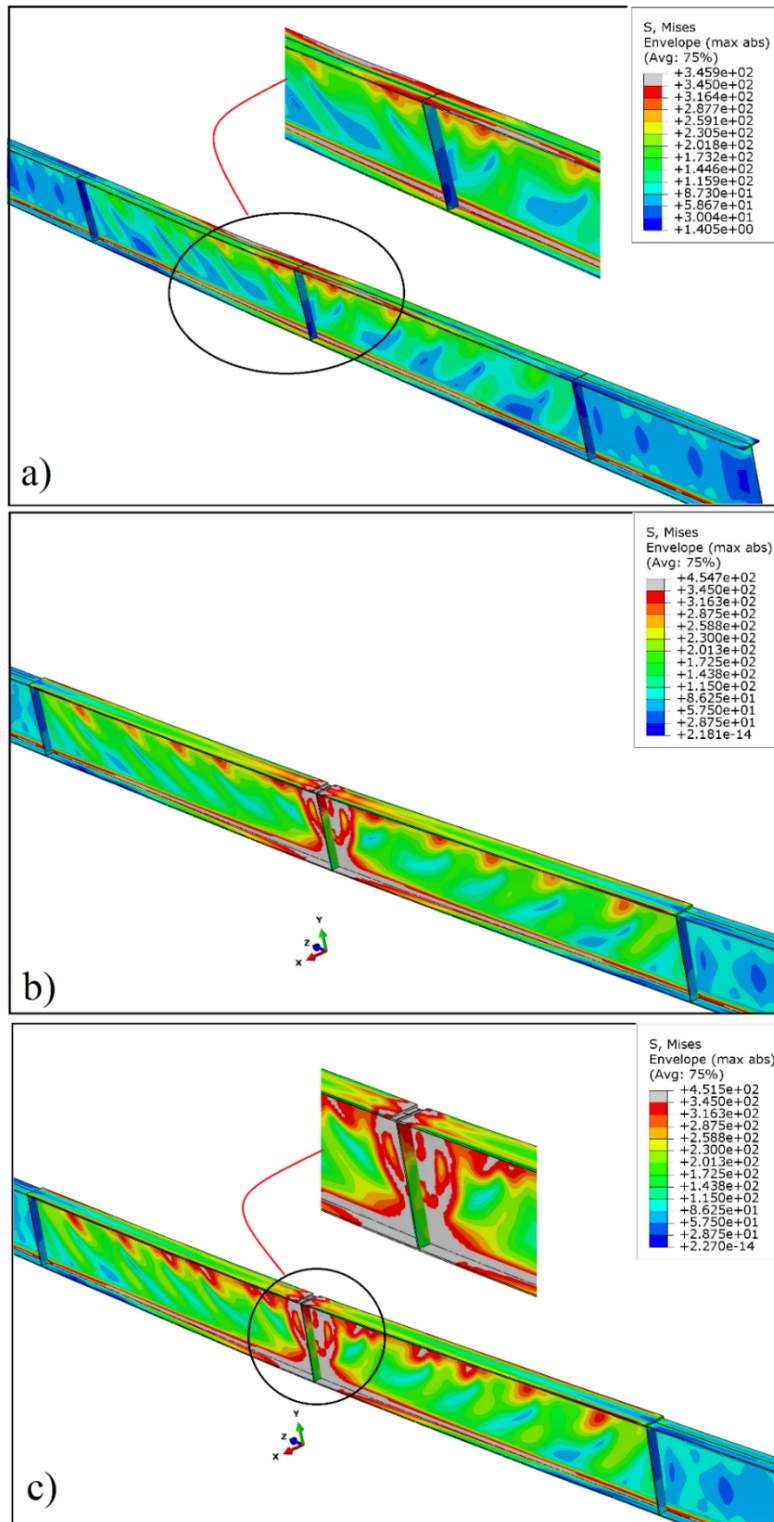 S, Mises
Envelope (max abs)
(Avg: 75%)
+3.459e+02
+3.450e+02
+3.164e+02
+2.877e+02
+2.591e+02
+2.305e+02
+2.018e+02
+1.732e+02
+1.446e+02
+1.159e+02
+8.730e+01
+5.867e+01
+3.004e+01
+1.405e+00
a)
S, Mises
Envelope (max abs)
(Avg: 75%)
+4.547e+02
+3.450e+02
+3.163e+02
+2.875e+02
+2.588e+02
+2.300e+02
+2.013e+02
+1.725e+02
+1.438e+02
+1.150e+02
+8.625e+01
+5.750e+01
+2.875e+01
+2.181e-14
Y
Z
X
b)
S, Mises
Envelope (max abs)
(Avg: 75%)
+4.515e+02
+3.450e+02
+3.163e+02
+2.875e+02
+2.588e+02
+2.300e+02
+2.013e+02
+1.725e+02
+1.438e+02
+1.150e+02
+8.625e+01
+5.750e+01
+2.875e+01
+2.270e-14
Y
Z
X
c)